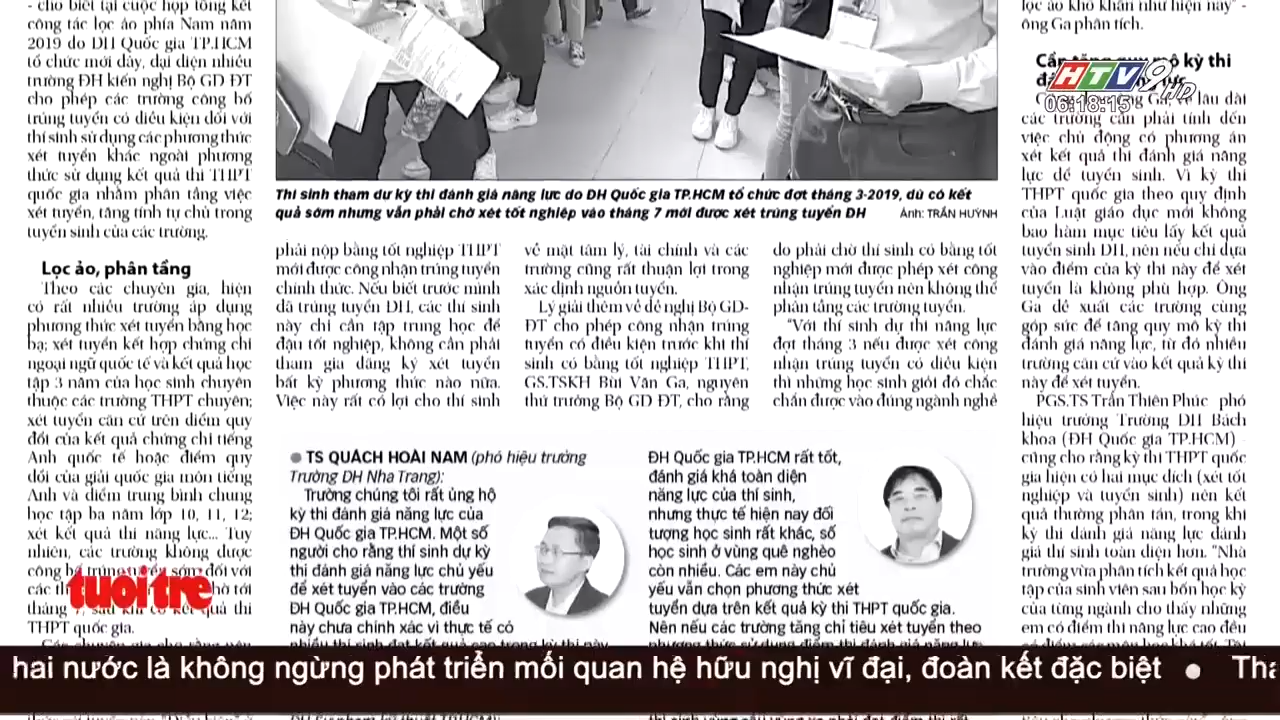 - cho biết tại cuộc họp tổng kết
công tác lọc ảo phía Nam năm
2019 do ĐH Quốc gia TP.HCM
tổ chức mới đây, đại diện nhiều
trường ĐH kiến nghị Bộ GD-ĐT
cho phép các trường công bố
trúng tuyển có điều kiện đối với
thí sinh sử dụng các phương thức
xét tuyển khác ngoài phương
thức sử dụng kết quả thi THPT
quốc gia nhằm phân tầng việc
xét tuyển, tăng tính tự chủ trong
tuyển sinh của các trường.
Lọc ảo, phân tầng
Theo các chuyên gia, hiện
có rất nhiều trường áp dụng
phương thức xét tuyển bằng học
bạ; xét tuyển kết hợp chứng chỉ
ngoại ngữ quốc tế và kết quả học
tập 3 năm của học sinh chuyên
thuộc các trường THPT chuyên;
xét tuyển căn cứ trên điểm quy
đổi của kết quả chứng chỉ tiếng
Anh quốc tế hoặc điểm quy
đổi của giải quốc gia môn tiếng
Anh và điểm trung bình chung
học tập ba năm lớp 10, 11, 12;
xét kết quả thi năng lực... Tuy
nhiên, các trường không được
công bố trúng tuyển sớm đối với
các
tháng 7, sau khi có kết quả thi
THPT quốc gia.
Thí sinh tham dự kỳ thi đánh giá năng lực do ĐH Quốc gia TP.HCM tổ chức đợt tháng 3-2019, dù có kết
quả sớm nhưng vẫn phải chờ xét tốt nghiệp vào tháng 7 mới được xét trúng tuyển ĐH
Ảnh: TRẦN HUỲNH
phải nộp bằng tốt nghiệp THPT
mới được công nhận trúng tuyển
chính thức. Nếu biết trước mình
đã trúng tuyển ĐH, các thí sinh
này chỉ cần tập trung học để
đậu tốt nghiệp, không cần phải
tham gia đăng ký xét tuyển
bất kỳ phương thức nào nữa.
Việc này rất có lợi cho thí sinh
về mặt tâm lý, tài chính và các
trường cũng rất thuận lợi trong
xác định nguồn tuyển.
Lý giải thêm về đề nghị Bộ GD-
ĐT cho phép công nhận trúng
tuyển có điều kiện trước khi thí
sinh có bằng tốt nghiệp THPT,
GS.TSKH Bùi Văn Ga, nguyên
thứ trưởng Bộ GD-ĐT, cho rằng
do phải chờ thí sinh có bằng tốt
nghiệp mới được phép xét công
nhận trúng tuyển nên không thể
phân tầng các trường tuyển.
"Với thí sinh dự thi năng lực
đợt tháng 3 nếu được xét công
nhận trúng tuyển có điều kiện
thì những học sinh giỏi đó chắc
chắn được vào đúng ngành nghề
● TS QUÁCH HOÀI NAM (phó hiệu trưởng
Trường ĐH Nha Trang):
Trường chúng tôi rất ủng hộ
kỳ thi đánh giá năng lực của
ĐH Quốc gia TP.HCM. Một số
người cho rằng thí sinh dự kỳ
thi đánh giá năng lực chủ yếu
để xét tuyển vào các trường
ĐH Quốc gia TP.HCM, điều
này chưa chính xác vì thực tế có
ĐH Quốc gia TP.HCM rất tốt,
đánh giá khá toàn diện
năng lực của thí sinh,
nhưng thực tế hiện nay đối
tượng học sinh rất khác, số
học sinh ở vùng quê nghèo
còn nhiều. Các em này chủ
yếu vẫn chọn phương thức xét
tuyển dựa trên kết quả kỳ thi THPT quốc gia.
Nên nếu các trường tăng chỉ tiêu xét tuyển theo
lọc ảo khó khăn như hiện nay" -
ông Ga phân tích.
Cần tăng quy mô kỳ thi
lâu dài
các trường cần phải tính đến
việc chủ động có phương án
xét kết quả thi đánh giá năng
lực để tuyển sinh. Vì kỳ thi
THPT quốc gia theo quy định
của Luật giáo dục mới không
bao hàm mục tiêu lấy kết quả
tuyển sinh ĐH, nên nếu chỉ dựa
vào điểm của kỳ thi này để xét
tuyển là không phù hợp. Ông
Ga đề xuất các trường cùng
góp sức để tăng quy mô kỳ thi
đánh giá năng lực, từ đó nhiều
trường căn cứ vào kết quả kỳ thi
này để xét tuyển.
PGS.TS Trần Thiên Phúc - phó
hiệu trưởng Trường ĐH Bách
khoa (ĐH Quốc gia TP.HCM) -
cũng cho rằng kỳ thi THPT quốc
gia hiện có hai mục đích (xét tốt
nghiệp và tuyển sinh) nên kết
quả thường phân tán, trong khi
kỳ thi đánh giá năng lực đánh
giá thí sinh toàn diện hơn. "Nhà
trường vừa phân tích kết quả học
tập của sinh viên sau bốn học kỳ
của từng ngành cho thấy những
em có điểm thi năng lực cao đều
HTV9 HD
06:18:15
tuổi trẻ
hai nước là không ngừng phát triển mối quan hệ hữu nghị vĩ đại, đoàn kết đặc biệt ● Tha